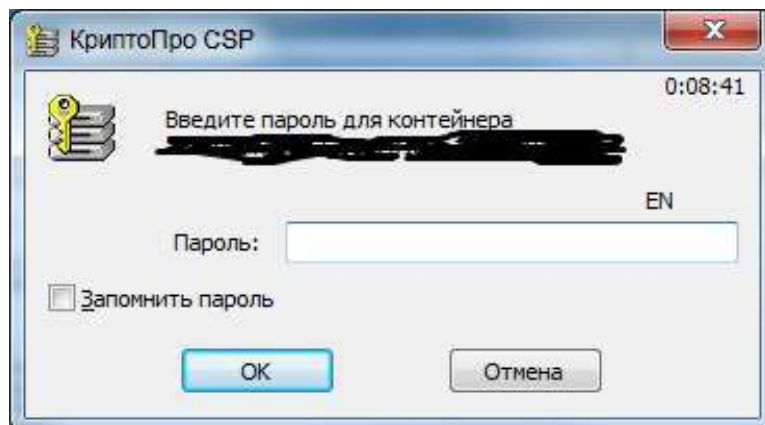 КриптоПро CSP
0:08:41
Введите пароль для контейнера
EN
Пароль:
Запомнить пароль
OK
Отмена